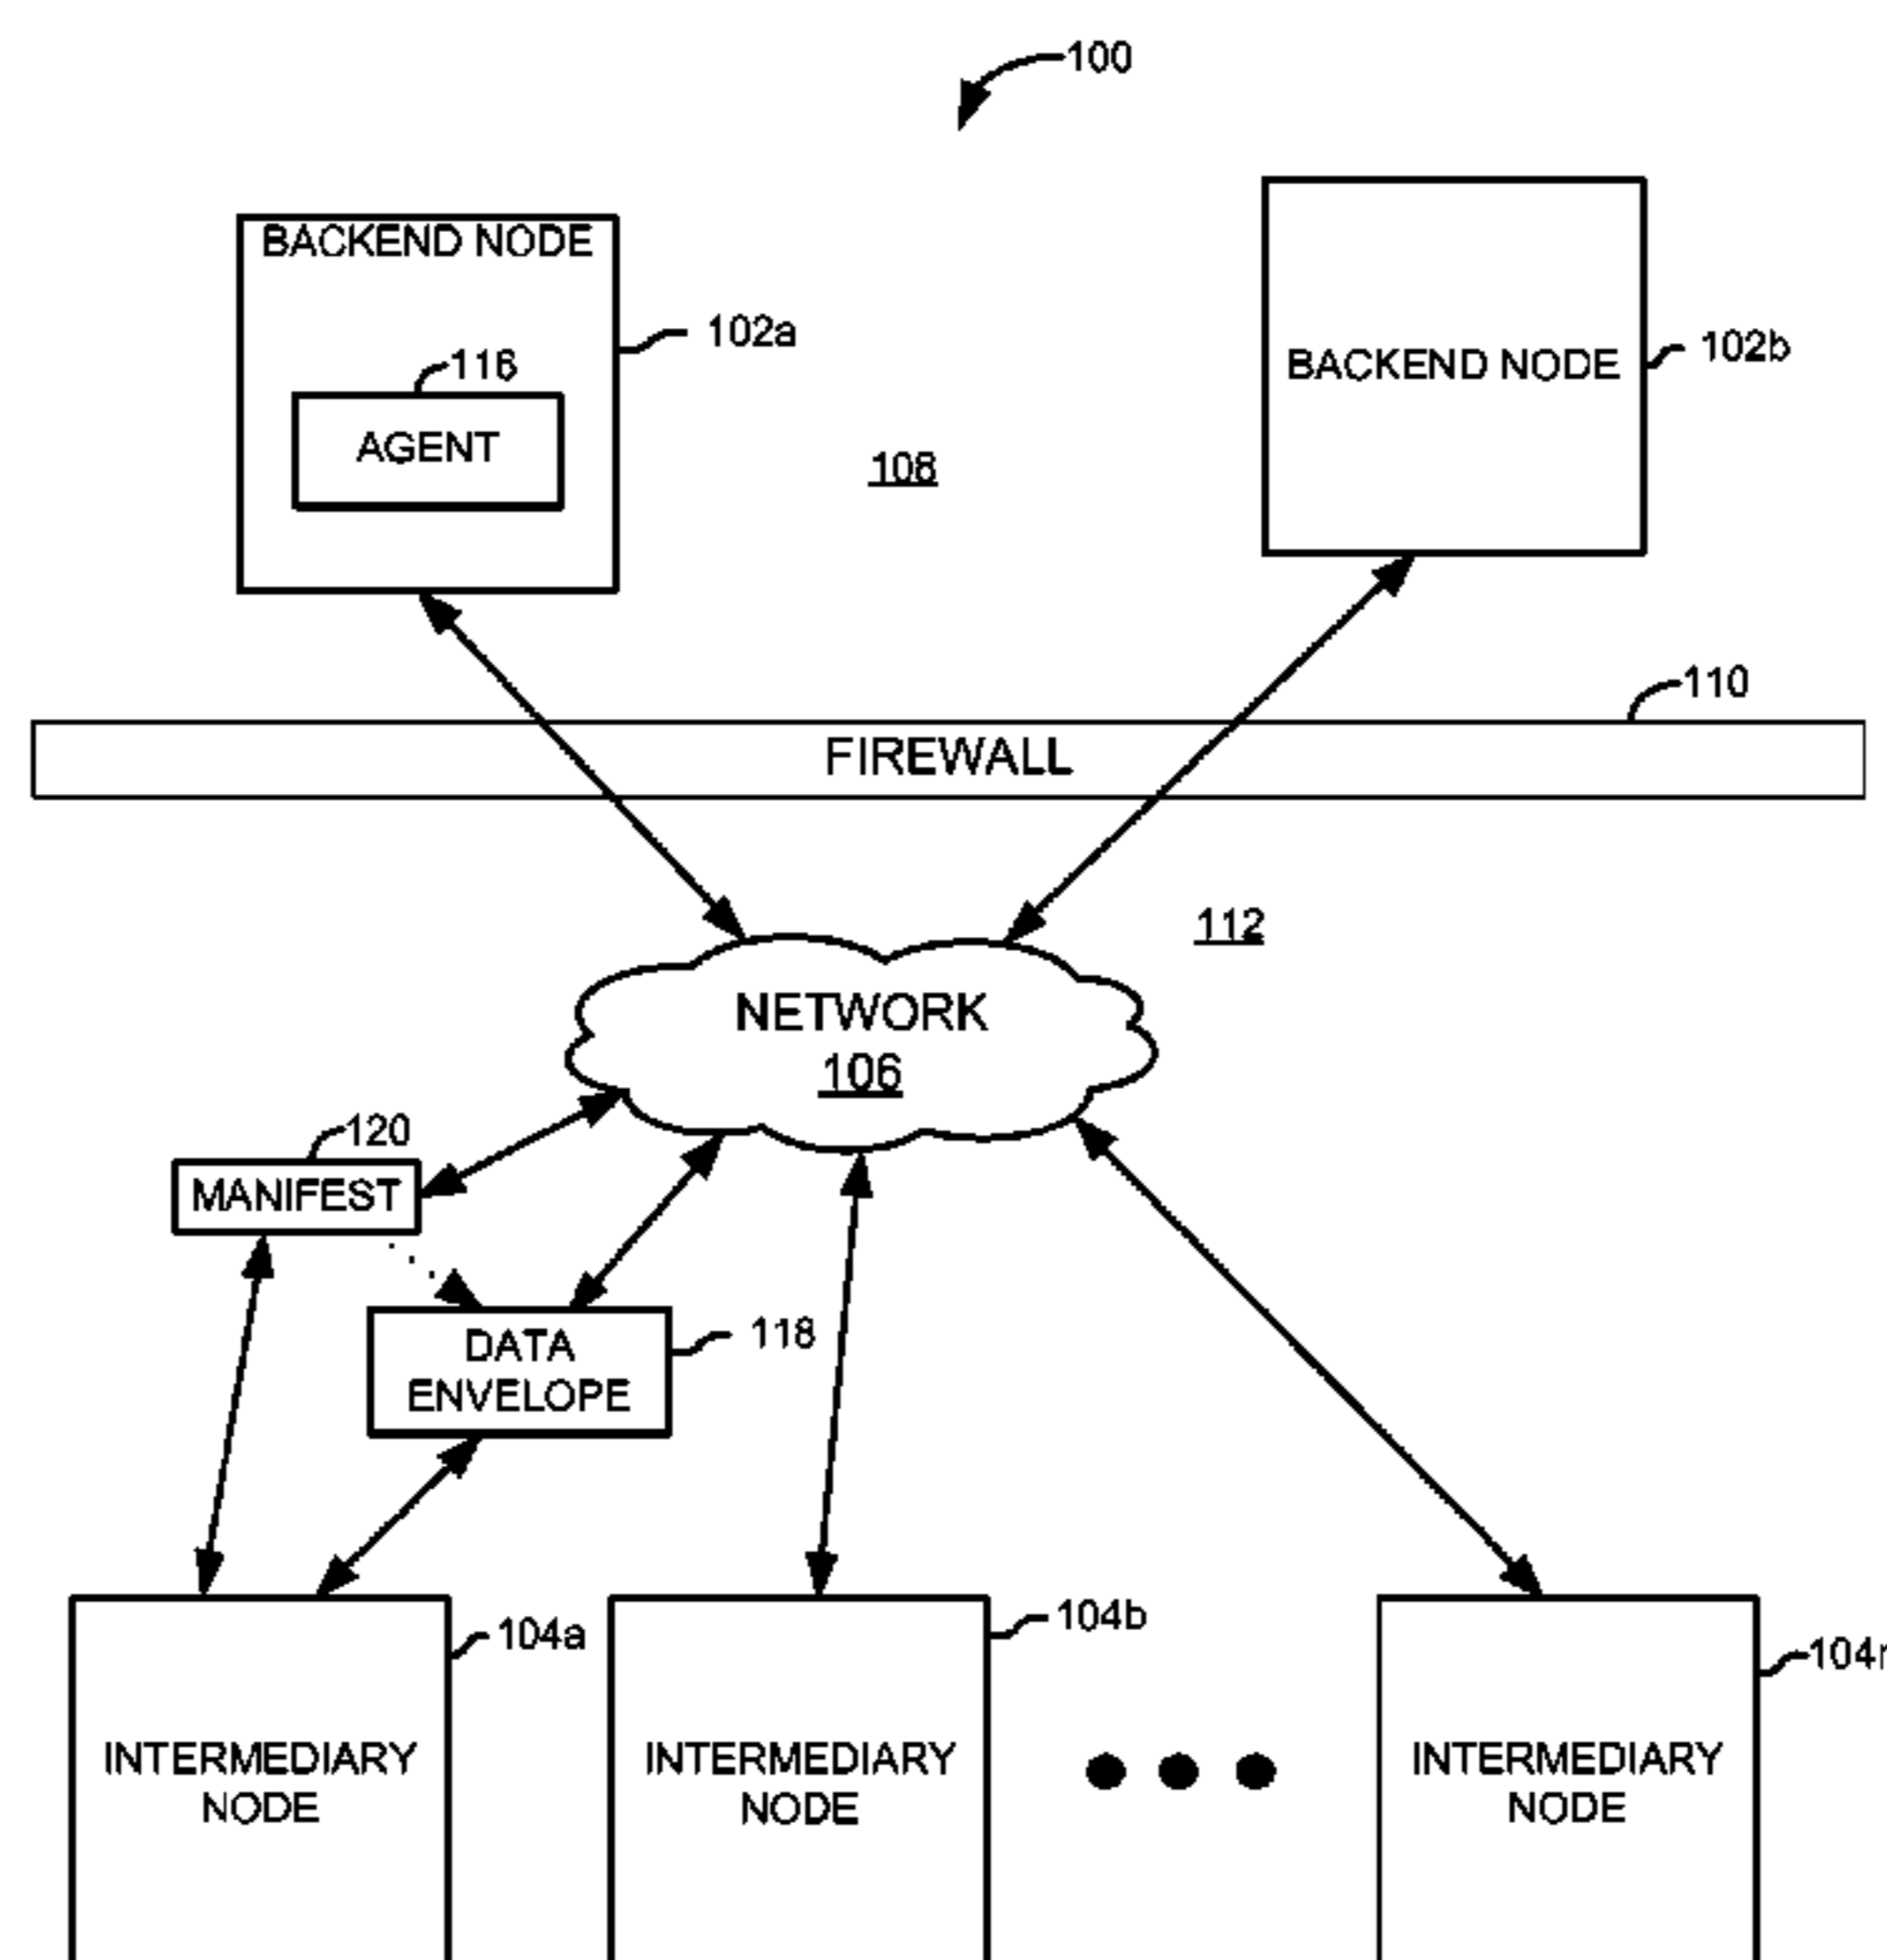 100
BACKEND NODE
102a
116
AGENT
BACKEND NODE
102b
108
110
FIREWALL
112
NETWORK
106
120
MANIFEST
DATA
ENVELOPE
118
104a
104b
INTERMEDIARY
NODE
INTERMEDIARY
NODE
INTERMEDIARY
NODE